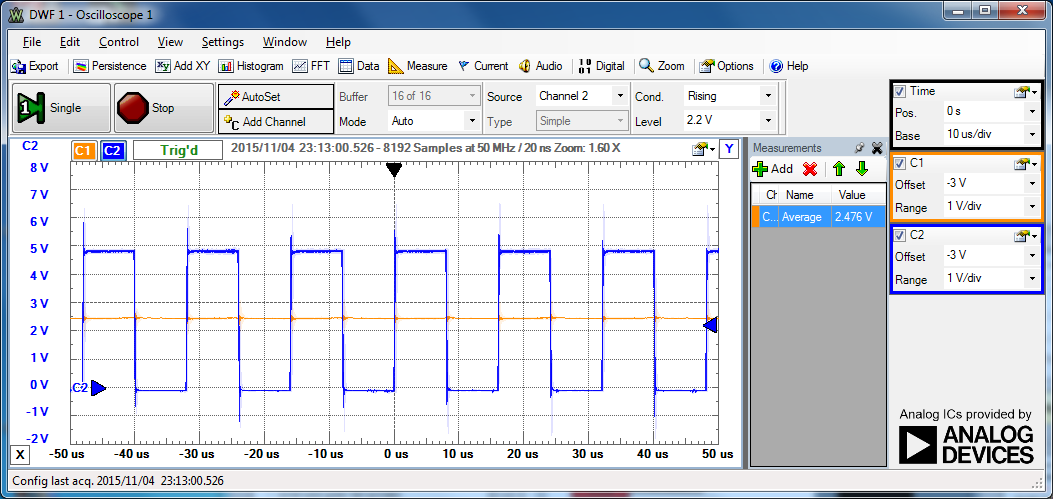 DWF 1 - Oscilloscope 1
File Edit Control View Settings Window Help
Export Persistence Add XY Histogram FFT Data Measure Current Audio Digital Zoom Options Help
1 Single Stop AutoSet Buffer 16 of 16 Source Channel 2 Cond. Rising
Add Channel Mode Auto Type Simple Level 2.2 V
C2 C1 C2 Trig'd 2015/11/04 23:13:00.526 - 8192 Samples at 50 MHz / 20 ns Zoom: 1.60 X Y
8 V
7 V
6 V
5 V
4 V
3 V
2 V
1 V
0 V
-1 V
-2 V
C2
X -50 us -40 us -30 us -20 us -10 us 0 us 10 us 20 us 30 us 40 us 50 us
Measurements
Add
Ch Name Value
C... Average 2.476 V
Time
Pos. 0 s
Base 10 us/div
C1
Offset -3 V
Range 1 V/div
C2
Offset -3 V
Range 1 V/div
Analog ICs provided by
ANALOG
DEVICES
Config last acq. 2015/11/04 23:13:00.526